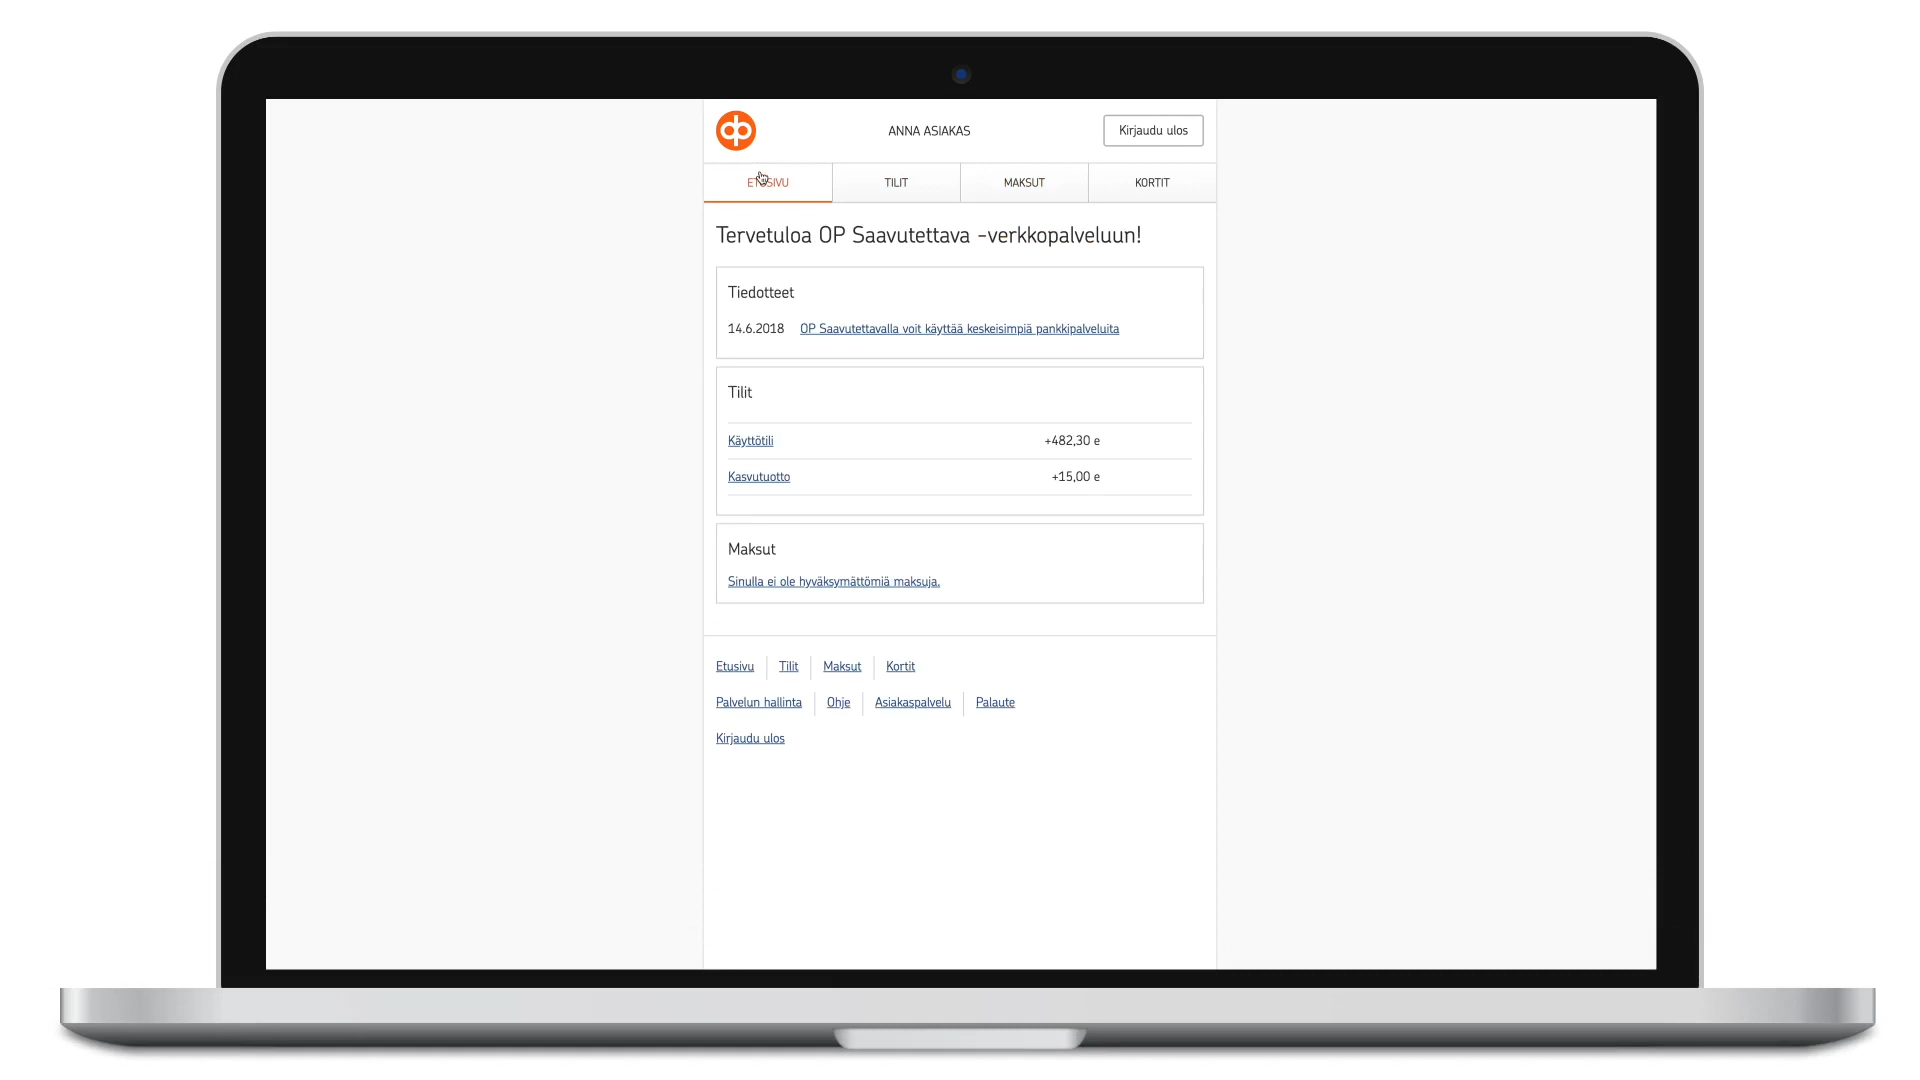 ANNA ASIAKAS
Kirjaudu ulos
ETUSIVU
TILIT
MAKSUT
KORTIT
Tervetuloa OP Saavutettava -verkkopalveluun!
Tiedotteet
14.6.2018 OP Saavutettavalla voit käyttää keskeisimpiä pankkipalveluita
Tilit
Käyttötili +482,30 e
Kasvutuotto +15,00 e
Maksut
Sinulla ei ole hyväksymättömiä maksuja.
Etusivu Tilit Maksut Kortit
Palvelun hallinta Ohje Asiakaspalvelu Palaute
Kirjaudu ulos